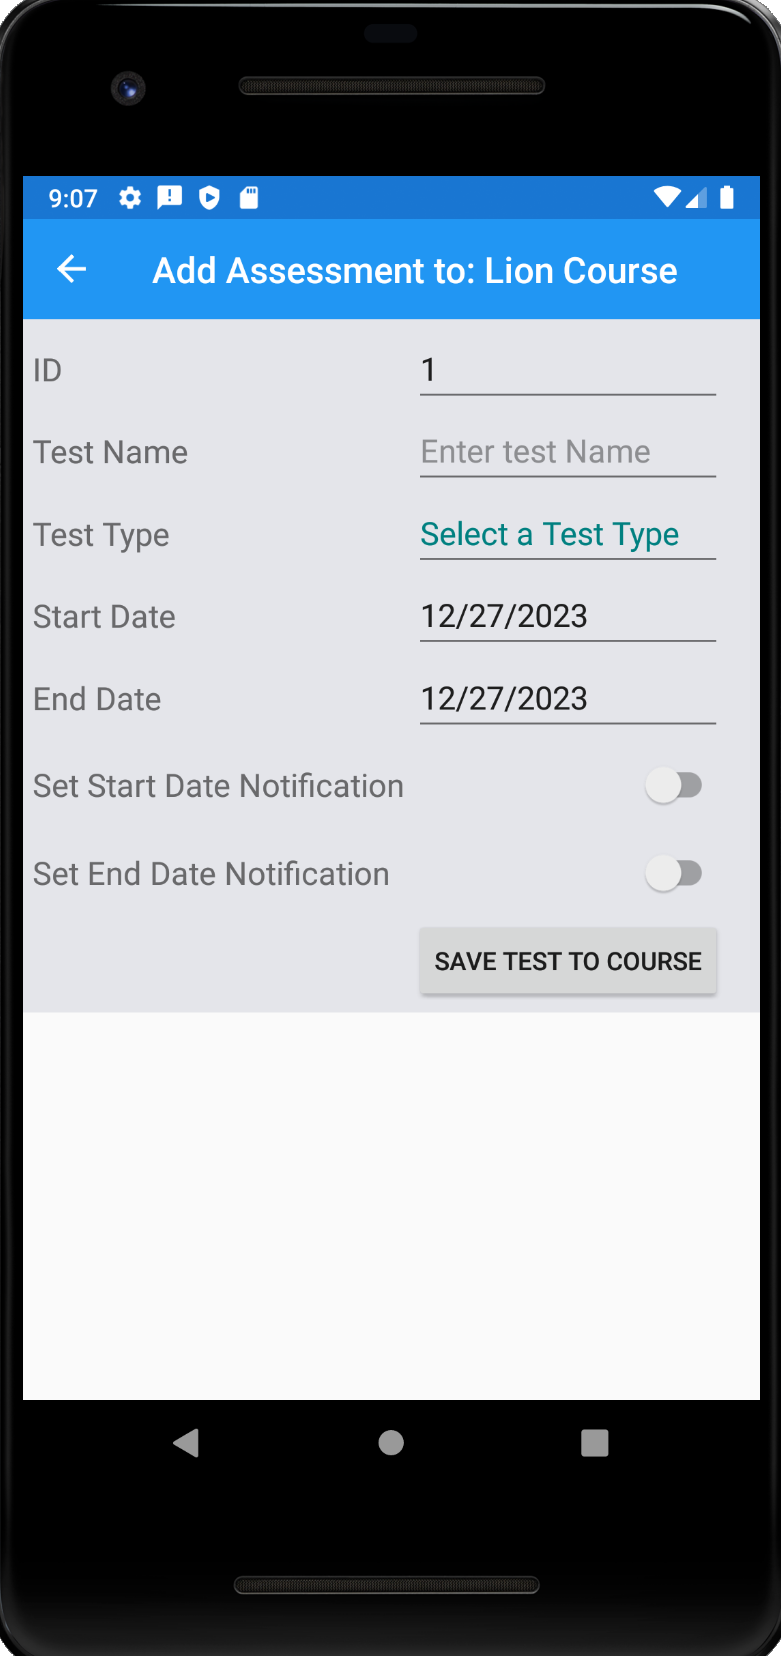 9:07
Add Assessment to: Lion Course
ID 1
Test Name Enter test Name
Test Type Select a Test Type
Start Date 12/27/2023
End Date 12/27/2023
Set Start Date Notification
Set End Date Notification
SAVE TEST TO COURSE